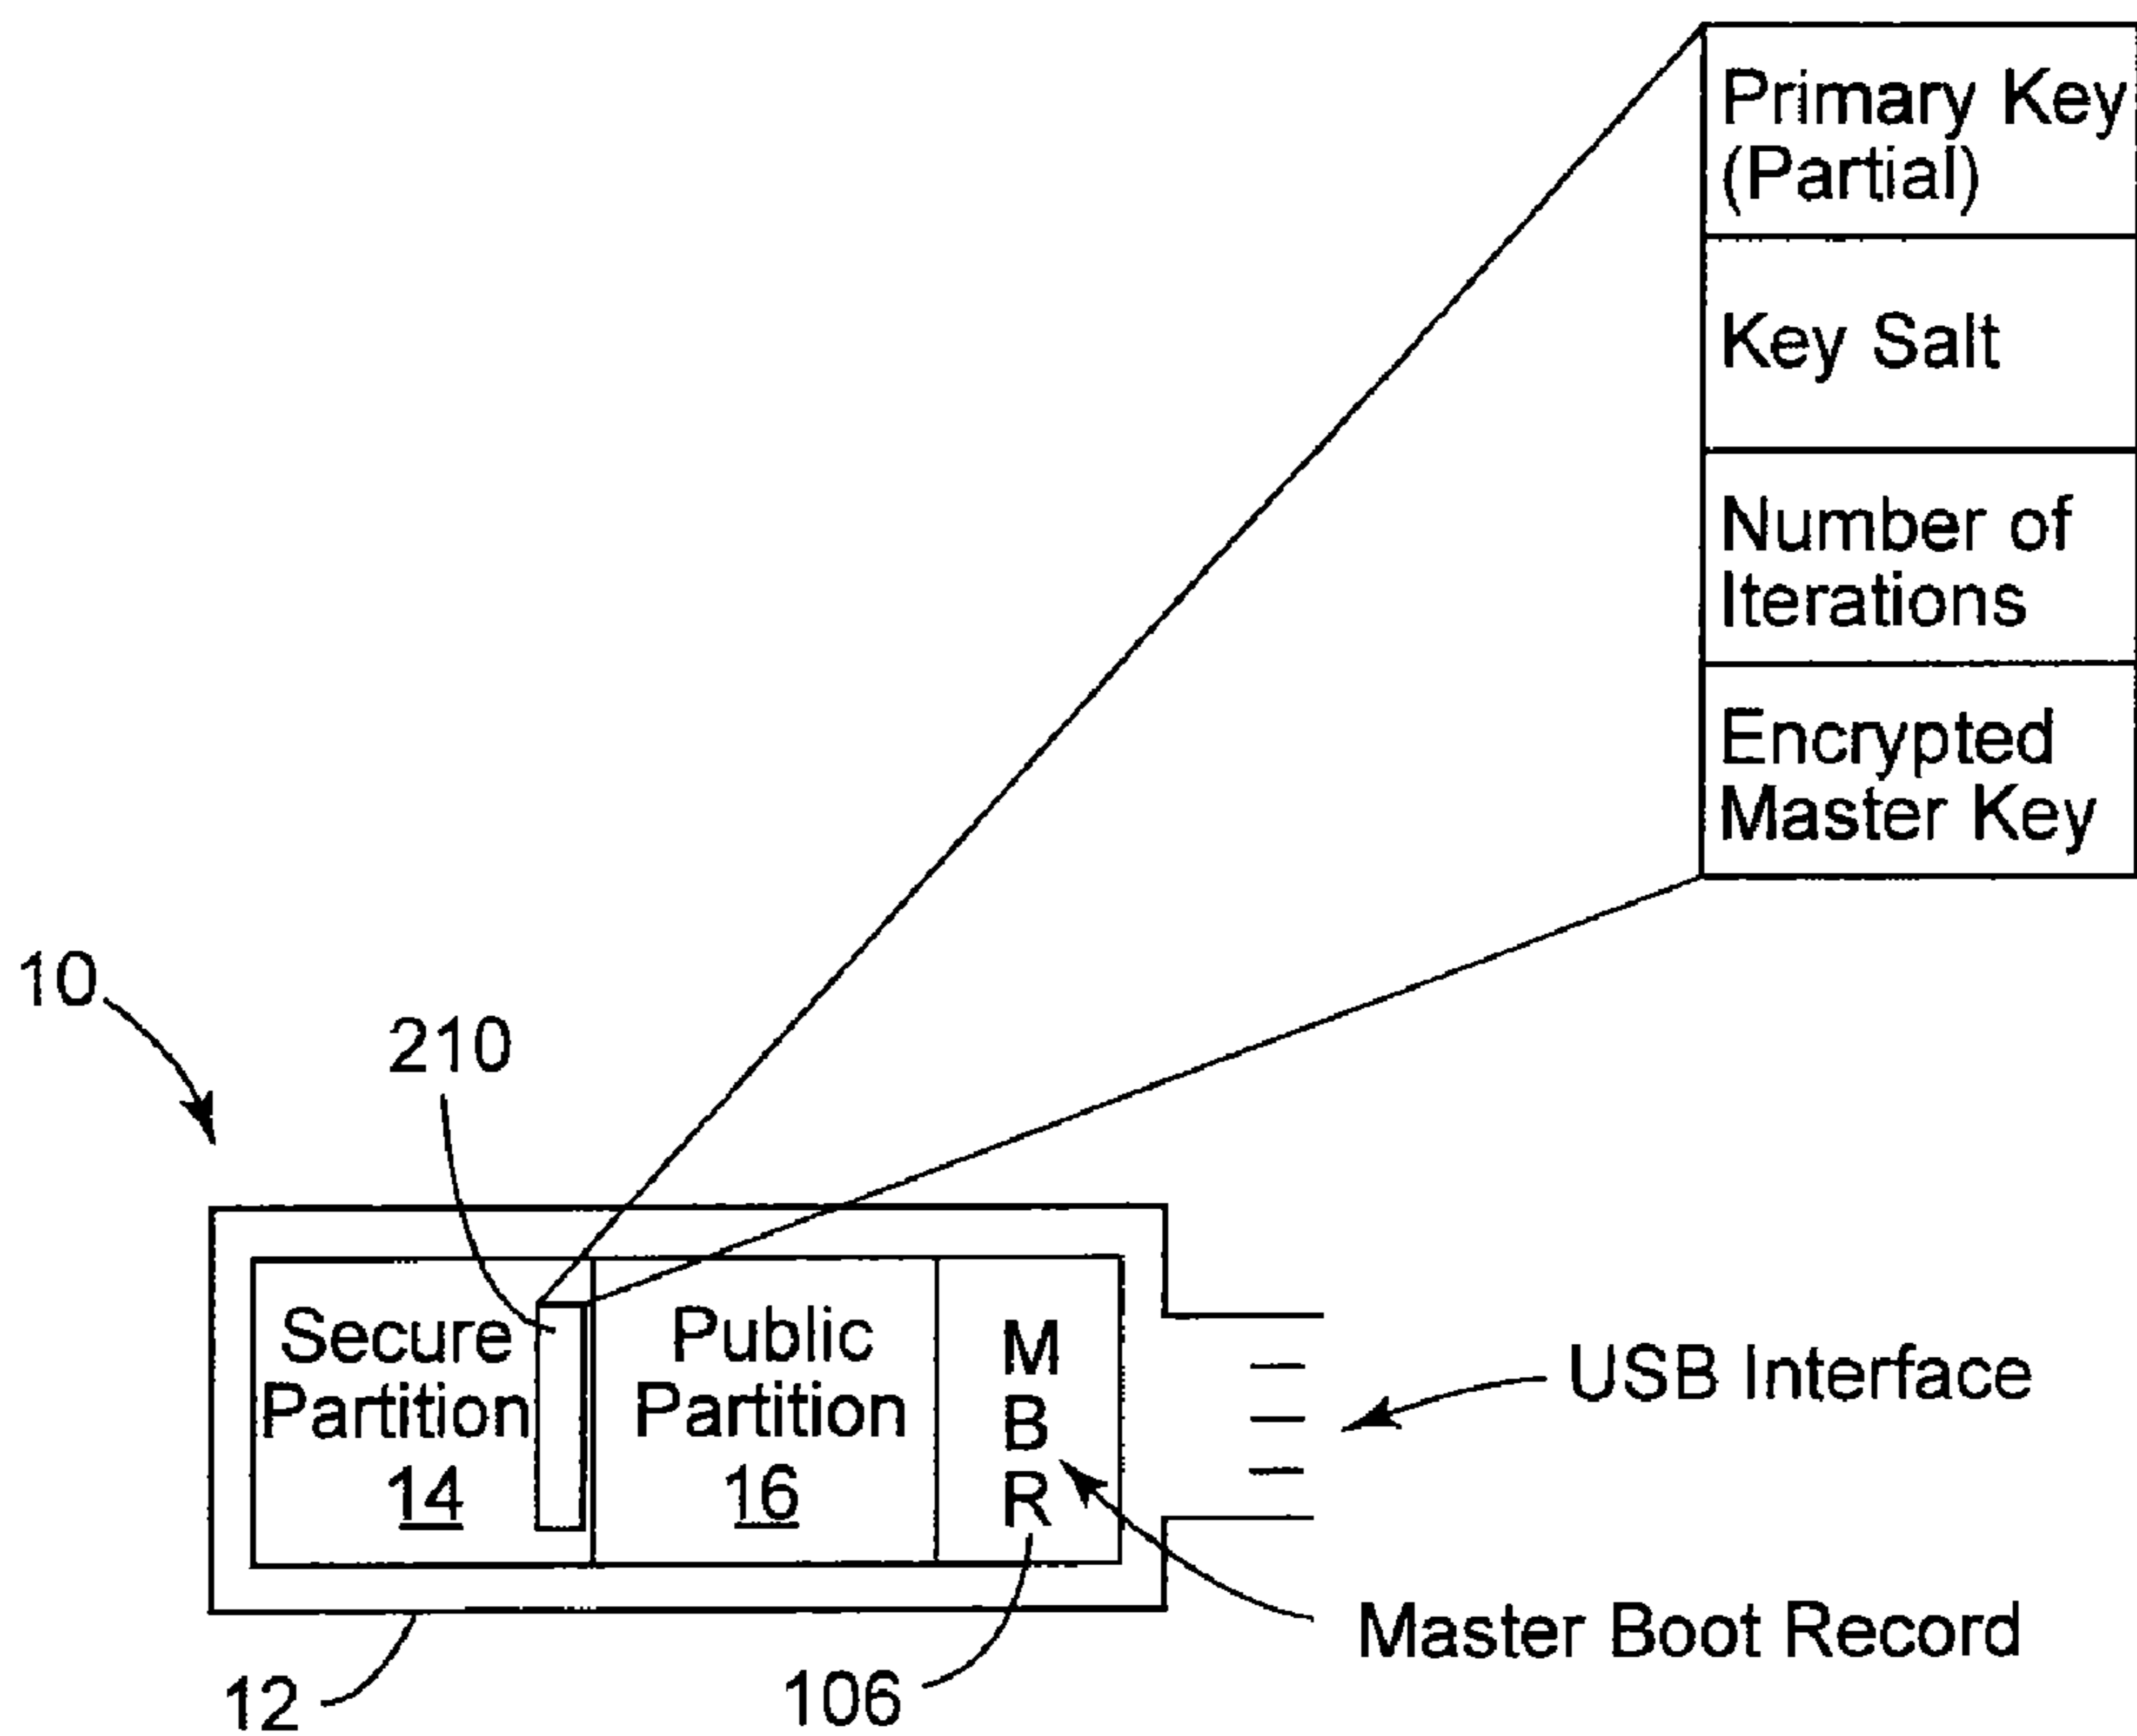 Primary Key
(Partial)
Key Salt
Number of
Iterations
Encrypted
Master Key
10
210
Secure
Partition
14
Public
Partition
16
M
B
R
USB Interface
Master Boot Record
12
106